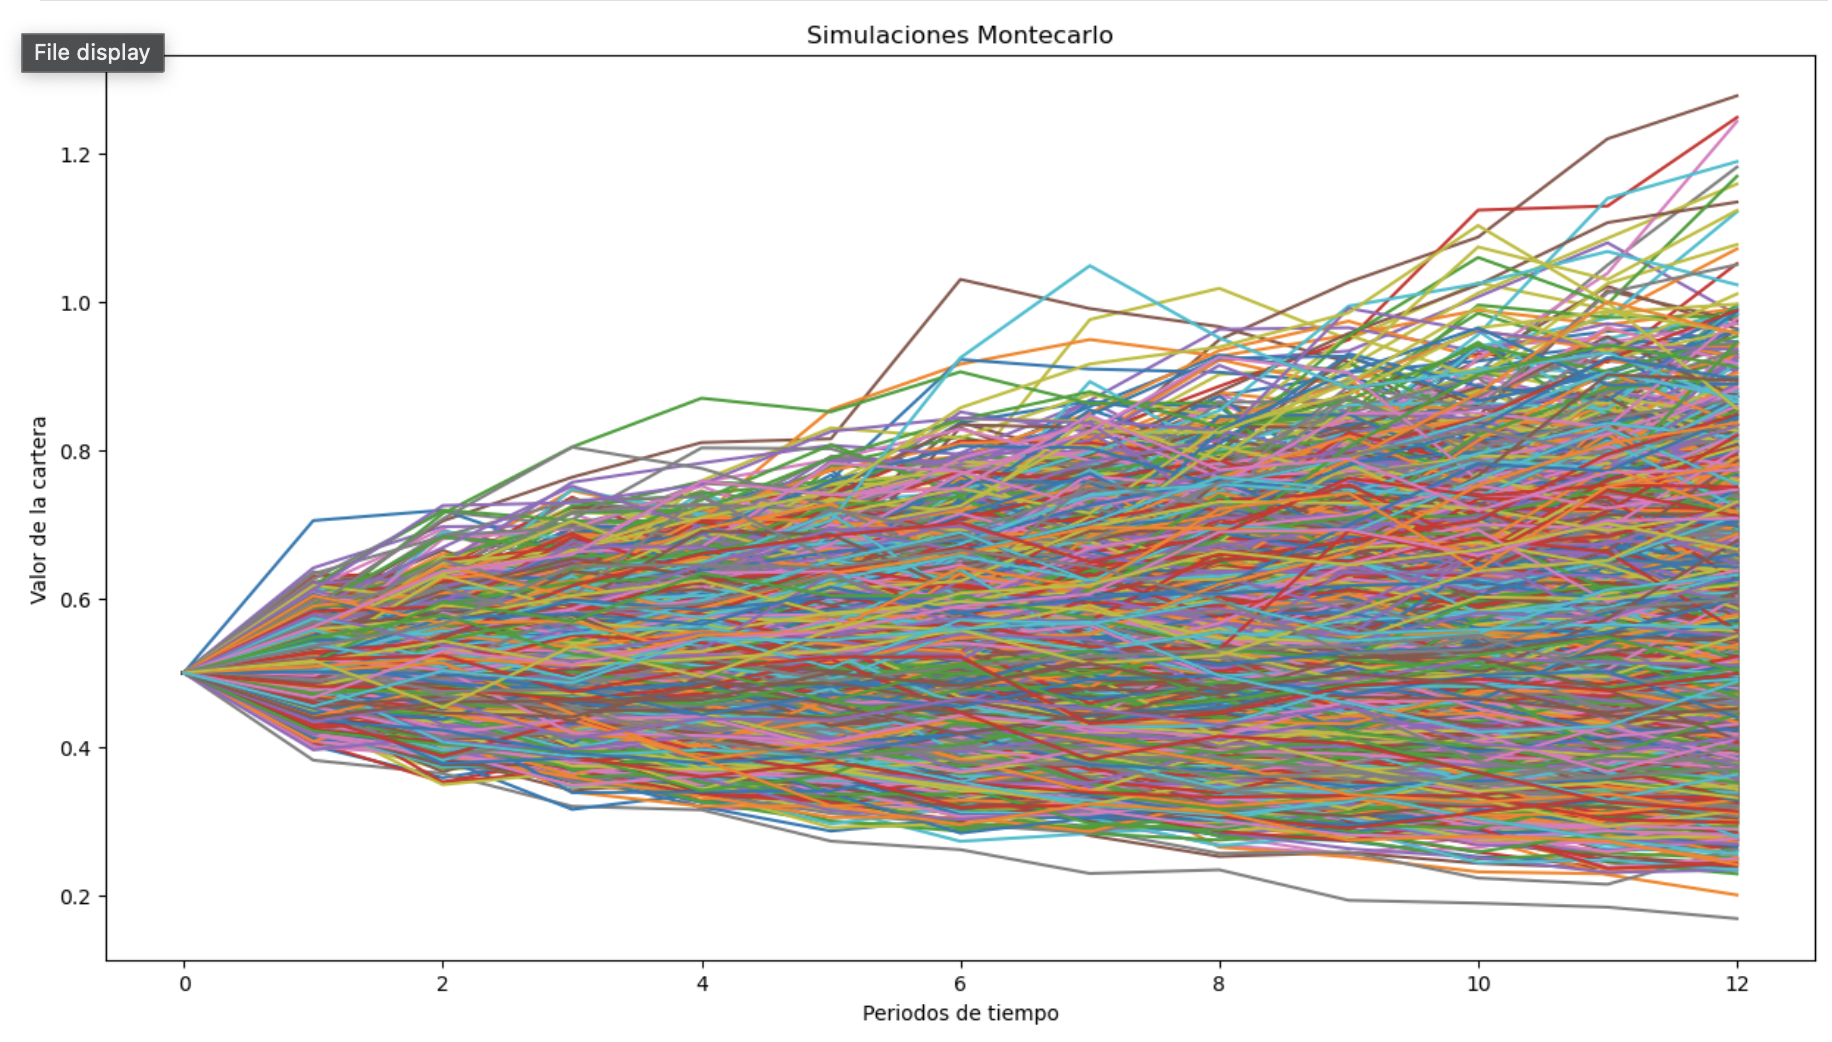 Simulaciones Montecarlo
File display
1.2
1.0
0.8
0.6
0.4
0.2
Valor de la cartera
0 2 4 6 8 10 12
Periodos de tiempo